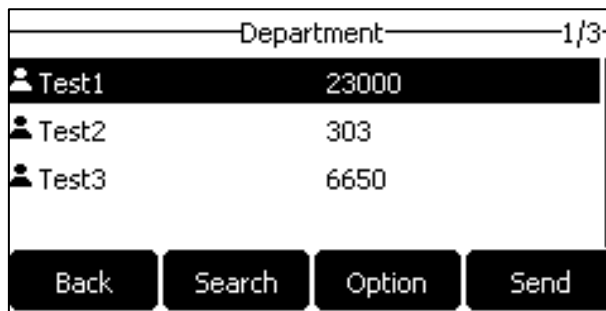 Department 1/3
Test1 23000
Test2 303
Test3 6650
Back Search Option Send